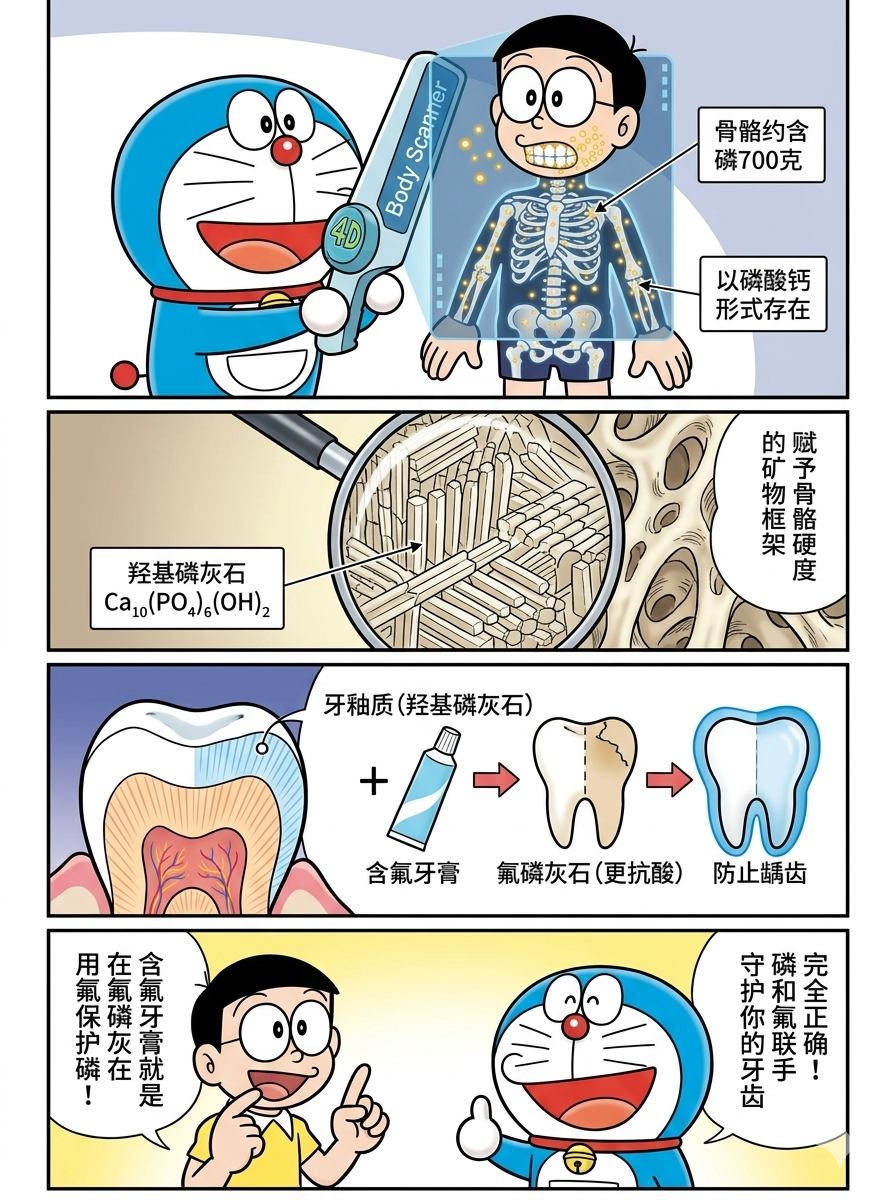 Body Scanner
4D
骨骼约含
磷700克
以磷酸钙
形式存在
赋予骨骼硬度
的矿物框架
羟基磷灰石
Ca₁₀(PO₄)₆(OH)₂
牙釉质(羟基磷灰石)
+
含氟牙膏
氟磷灰石(更抗酸)
防止龋齿
含氟牙膏就是
在氟磷灰在
用氟保护磷！
完全正确！
磷和氟联手
守护你的牙齿